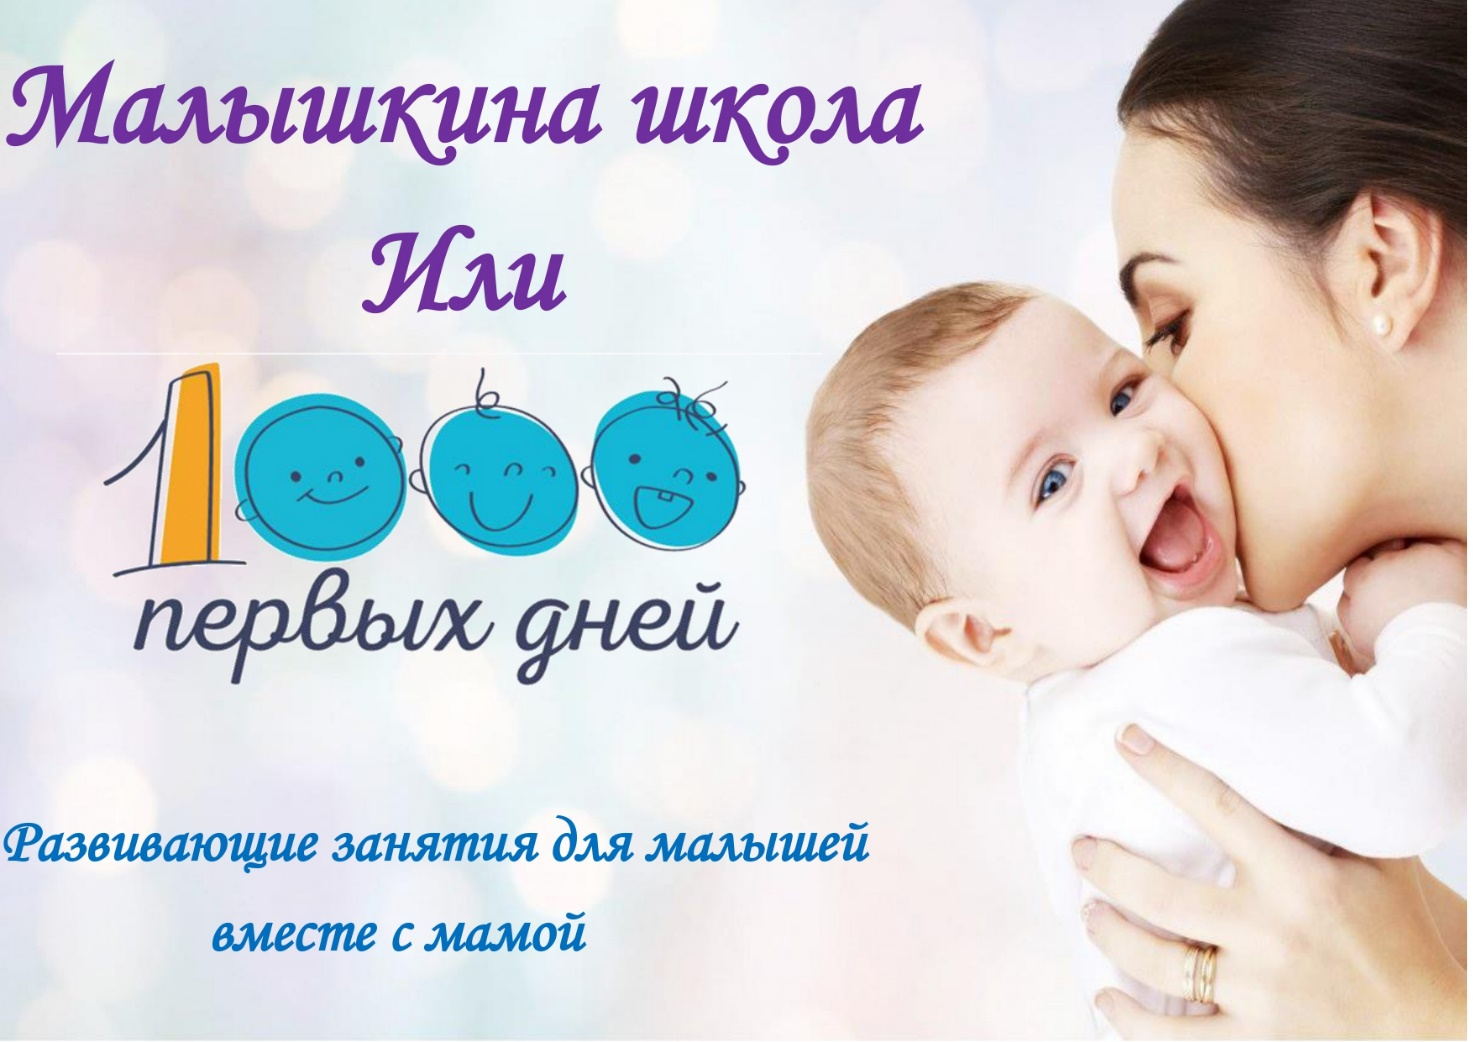 Малышкина школа
Или
1000
первых дней
Развивающие занятия для малышей
вместе с мамой